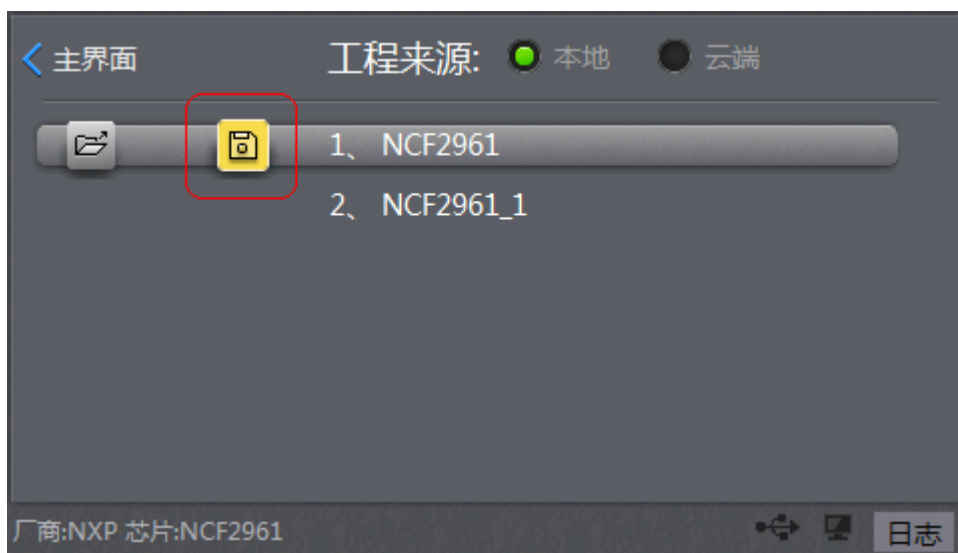 主界面 工程来源: 本地 云端
1、 NCF2961
2、 NCF2961_1
厂商:NXP 芯片:NCF2961 日志